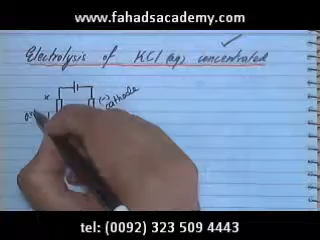 www.fahadsacademy.com
Electrolysis of KCl (aq) concentrated
+
(-)
cathode
tel: (0092) 323 509 4443